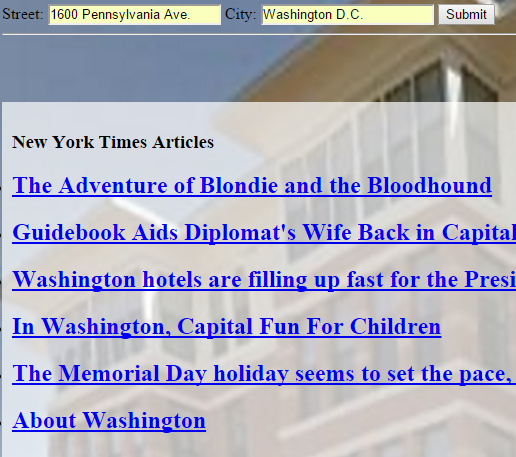 Street: 1600 Pennsylvania Ave. City: Washington D.C. Submit
New York Times Articles
The Adventure of Blondie and the Bloodhound
Guidebook Aids Diplomat's Wife Back in Capital
Washington hotels are filling up fast for the Presi
In Washington, Capital Fun For Children
The Memorial Day holiday seems to set the pace,
About Washington